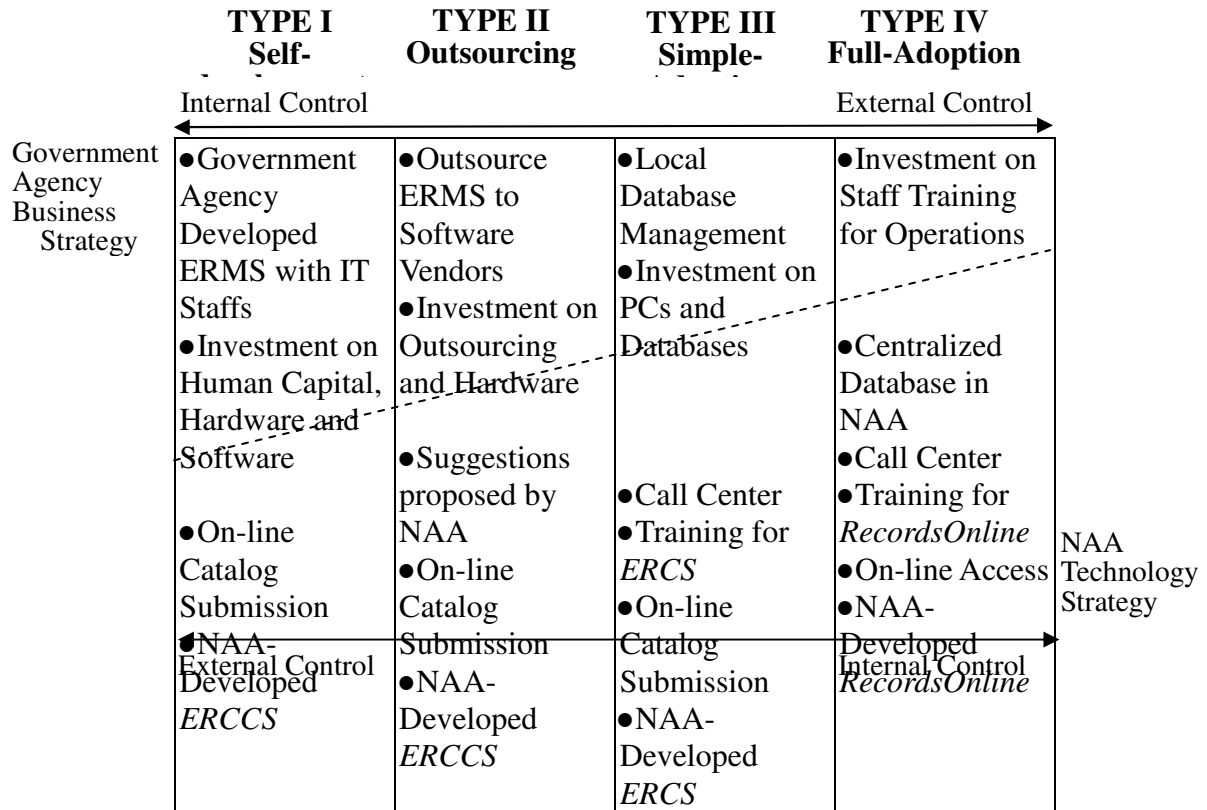 TYPE I
Self-
TYPE II
Outsourcing
TYPE III
Simple-
TYPE IV
Full-Adoption
Internal Control
External Control
Government
Agency
Business
Strategy
●Government
Agency
Developed
ERMS with IT
Staffs
●Investment on
Human Capital,
Hardware and
Software
●On-line
Catalog
Submission
●NAA-
Developed
ERCCS
●Outsource
ERMS to
Software
Vendors
●Investment on
Outsourcing
and Hardware
●Suggestions
proposed by
NAA
●On-line
Catalog
Submission
●NAA-
Developed
ERCCS
●Local
Database
Management
●Investment on
PCs and
Databases
●Call Center
●Training for
ERCS
●On-line
Catalog
Submission
●NAA-
Developed
ERCS
●Investment on
Staff Training
for Operations
●Centralized
Database in
NAA
●Call Center
●Training for
RecordsOnline
●On-line Access
●NAA-
Developed
RecordsOnline
NAA
Technology
Strategy
External Control
Internal Control